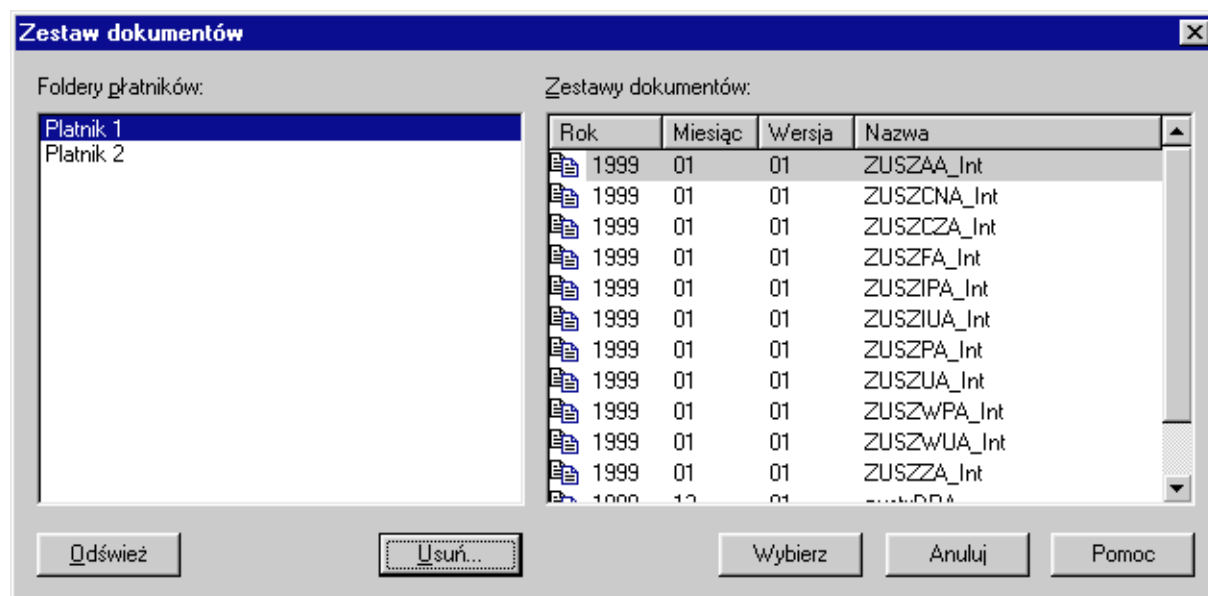 Zestaw dokumentów
Foldery płatników:
Platnik 1
Platnik 2
Zestawy dokumentów:
Rok Miesiąc Wersja Nazwa
1999 01 01 ZUSZAA_Int
1999 01 01 ZUSZCNA_Int
1999 01 01 ZUSZCZA_Int
1999 01 01 ZUSZFA_Int
1999 01 01 ZUSZIPA_Int
1999 01 01 ZUSZIUA_Int
1999 01 01 ZUSZPA_Int
1999 01 01 ZUSZUA_Int
1999 01 01 ZUSZWPA_Int
1999 01 01 ZUSZWUA_Int
1999 01 01 ZUSZZA_Int
Odśwież Usuń... Wybierz Anuluj Pomoc